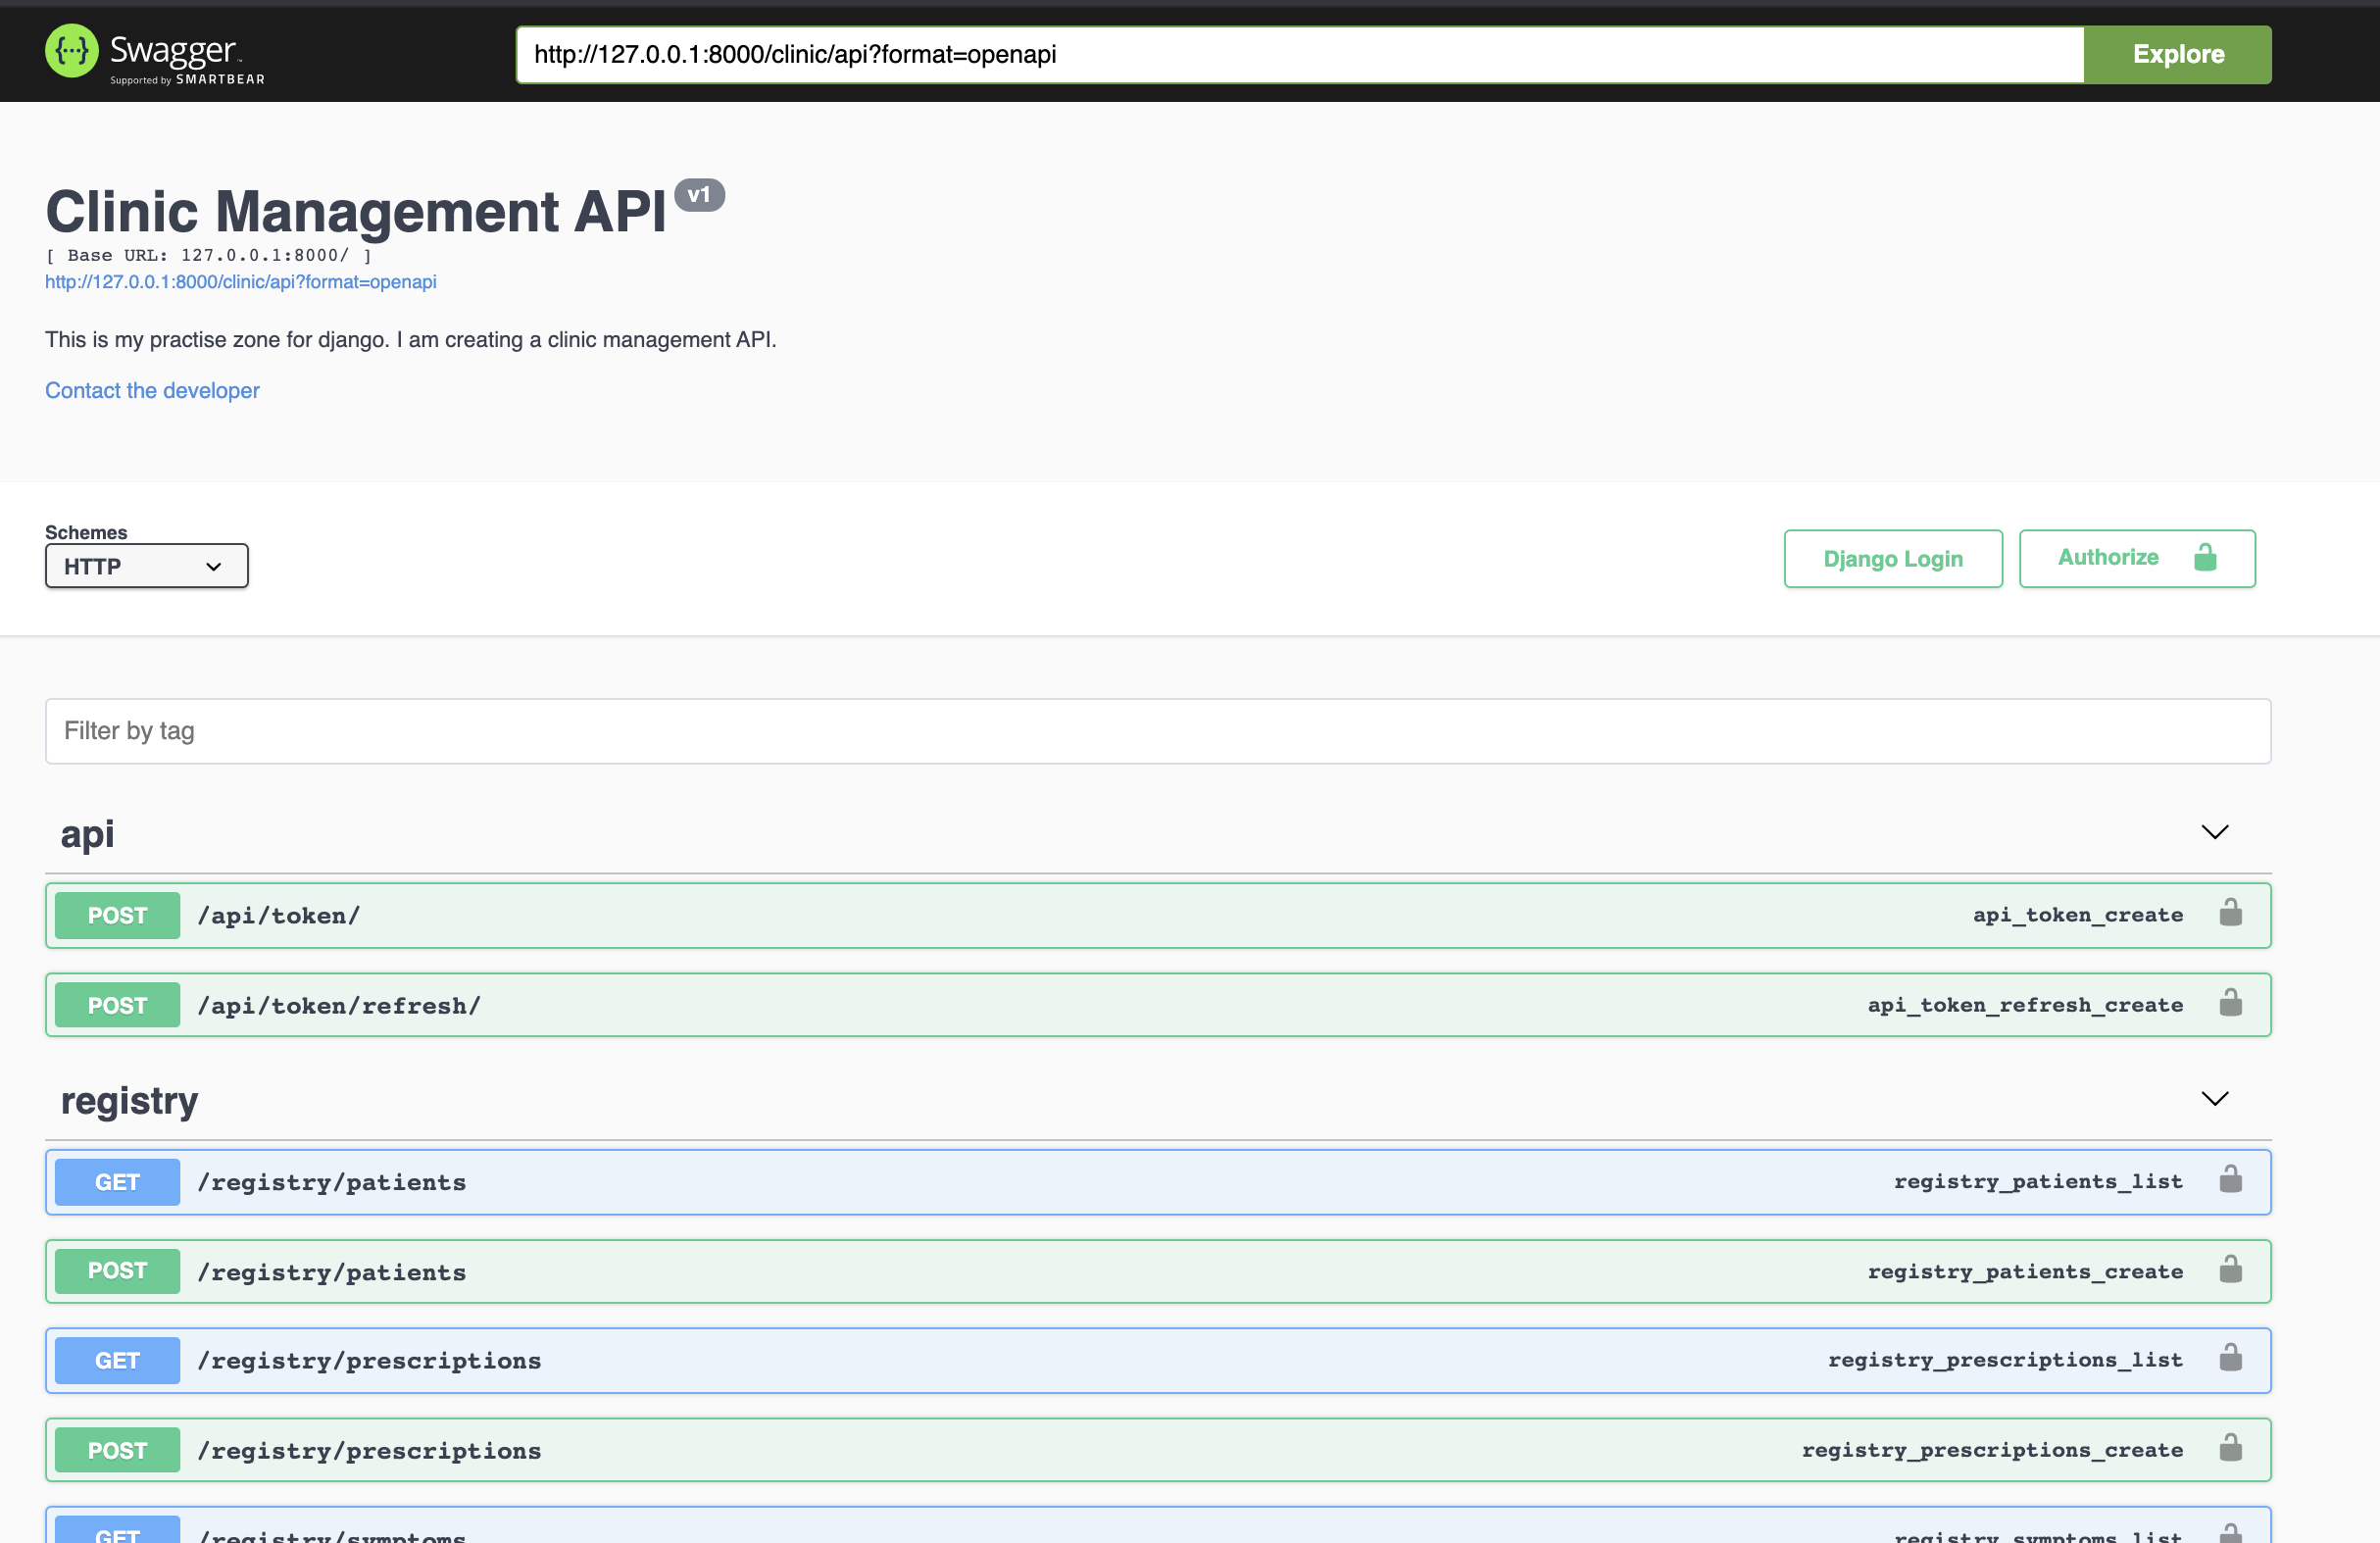 Swagger
Supported by SMARTBEAR
http://127.0.0.1:8000/clinic/api?format=openapi
Explore
Clinic Management API v1
[ Base URL: 127.0.0.1:8000/ ]
http://127.0.0.1:8000/clinic/api?format=openapi
This is my practise zone for django. I am creating a clinic management API.
Contact the developer
Schemes
HTTP
Django Login
Authorize
Filter by tag
api
POST /api/token/ api_token_create
POST /api/token/refresh/ api_token_refresh_create
registry
GET /registry/patients registry_patients_list
POST /registry/patients registry_patients_create
GET /registry/prescriptions registry_prescriptions_list
POST /registry/prescriptions registry_prescriptions_create
GET /registry/symptoms registry_symptoms_list